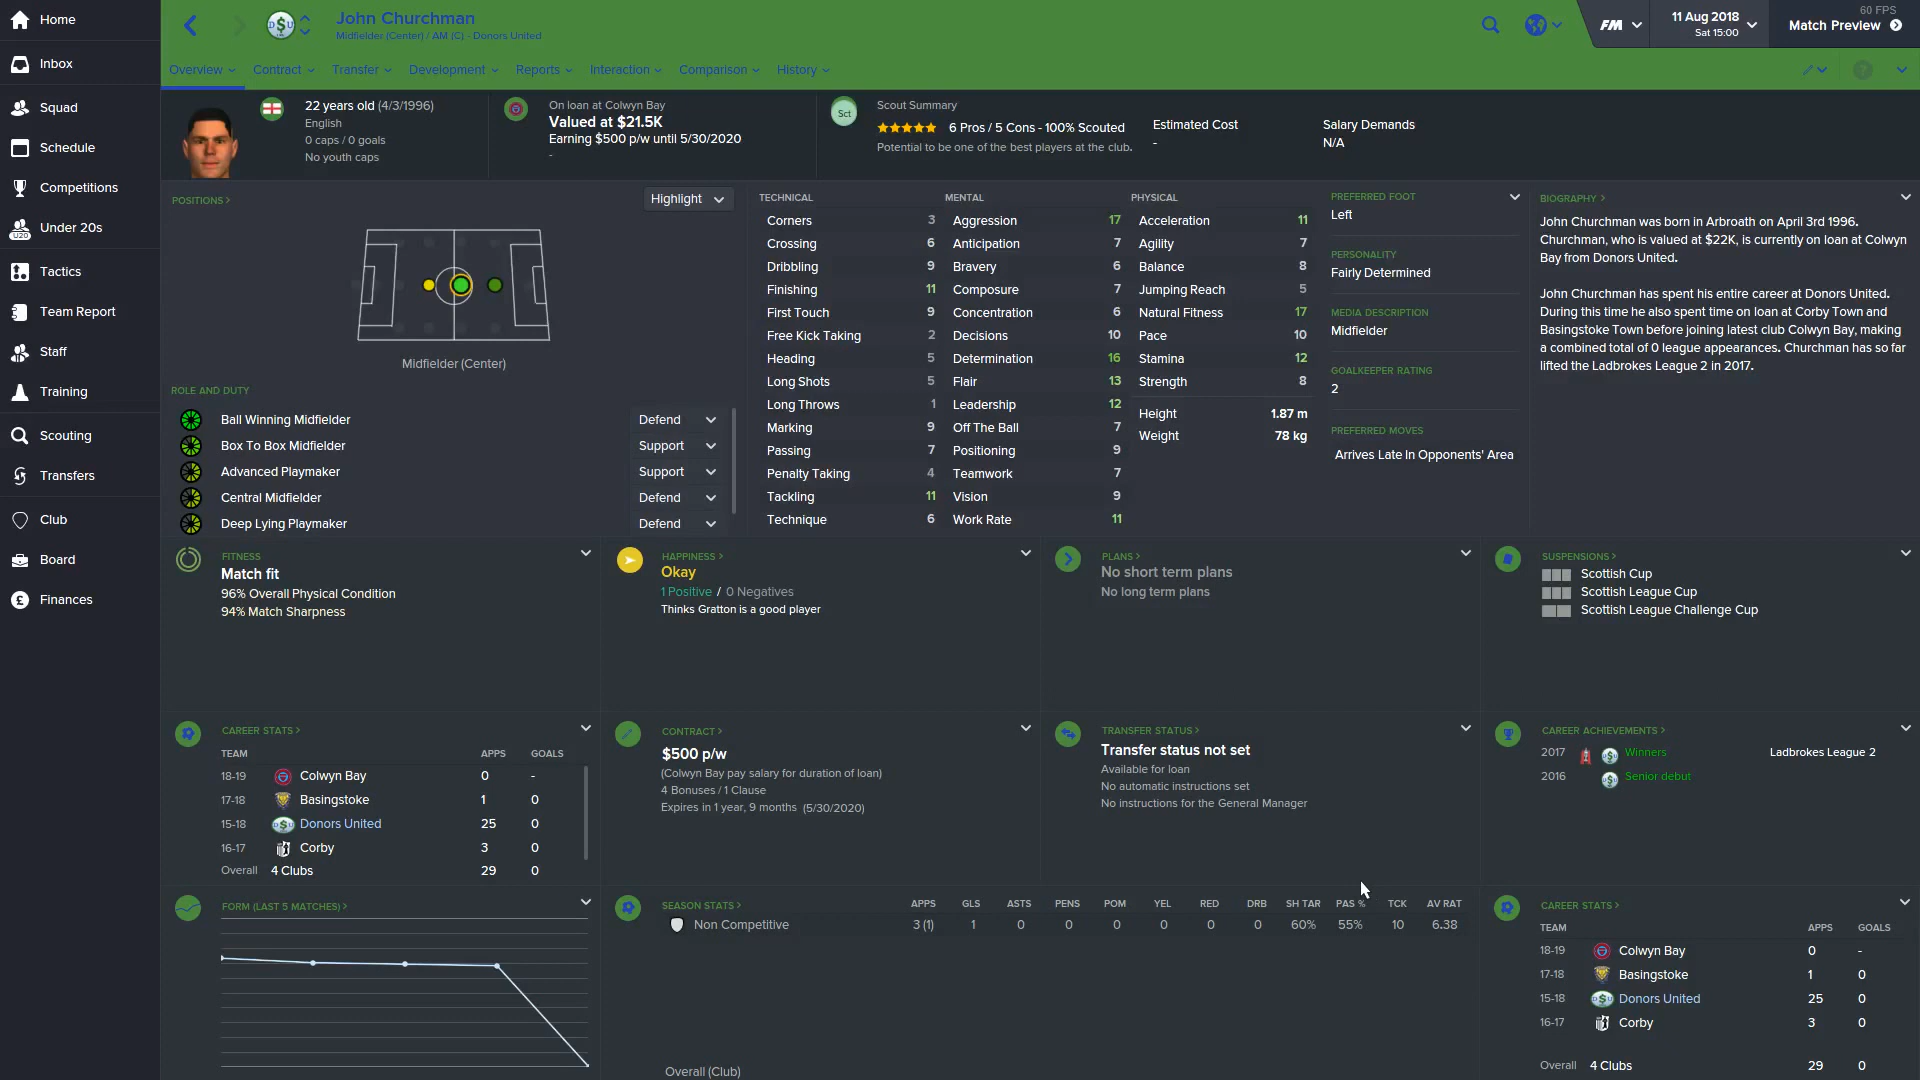 Home
Inbox
Squad
Schedule
Competitions
Under 20s
Tactics
Team Report
Staff
Training
Scouting
Transfers
Club
Board
Finances
John Churchman
Midfielder (Center) / AM (C) - Donors United
60 FPS
FM
11 Aug 2018
Sat 15:00
Match Preview
Overview Contract Transfer Development Reports Interaction Comparison History
22 years old (4/3/1996)
English
0 caps / 0 goals
No youth caps
On loan at Colwyn Bay
Valued at $21.5K
Earning $500 p/w until 5/30/2020
-
Sct
Scout Summary
6 Pros / 5 Cons - 100% Scouted
Potential to be one of the best players at the club.
Estimated Cost
-
Salary Demands
N/A
POSITIONS >
Highlight
Midfielder (Center)
ROLE AND DUTY
Ball Winning Midfielder Defend
Box To Box Midfielder Support
Advanced Playmaker Support
Central Midfielder Defend
Deep Lying Playmaker Defend
TECHNICAL
Corners 3
Crossing 6
Dribbling 9
Finishing 11
First Touch 9
Free Kick Taking 2
Heading 5
Long Shots 5
Long Throws 1
Marking 9
Passing 7
Penalty Taking 4
Tackling 11
Technique 6
MENTAL
Aggression 17
Anticipation 7
Bravery 6
Composure 7
Concentration 6
Decisions 10
Determination 16
Flair 13
Leadership 12
Off The Ball 7
Positioning 9
Teamwork 7
Vision 9
Work Rate 11
PHYSICAL
Acceleration 11
Agility 7
Balance 8
Jumping Reach 5
Natural Fitness 17
Pace 10
Stamina 12
Strength 8
Height 1.87 m
Weight 78 kg
PREFERRED FOOT
Left
PERSONALITY
Fairly Determined
MEDIA DESCRIPTION
Midfielder
GOALKEEPER RATING
2
PREFERRED MOVES
Arrives Late In Opponents' Area
BIOGRAPHY >
John Churchman was born in Arbroath on April 3rd 1996.
Churchman, who is valued at $22K, is currently on loan at Colwyn
Bay from Donors United.
John Churchman has spent his entire career at Donors United.
During this time he also spent time on loan at Corby Town and
Basingstoke Town before joining latest club Colwyn Bay, making
a combined total of 0 league appearances. Churchman has so far
lifted the Ladbrokes League 2 in 2017.
FITNESS
Match fit
96% Overall Physical Condition
94% Match Sharpness
HAPPINESS >
Okay
1 Positive / 0 Negatives
Thinks Gratton is a good player
PLANS >
No short term plans
No long term plans
SUSPENSIONS >
Scottish Cup
Scottish League Cup
Scottish League Challenge Cup
CAREER STATS >
TEAM APPS GOALS
18-19 Colwyn Bay 0 -
17-18 Basingstoke 1 0
15-18 Donors United 25 0
16-17 Corby 3 0
Overall 4 Clubs 29 0
CONTRACT >
$500 p/w
(Colwyn Bay pay salary for duration of loan)
4 Bonuses / 1 Clause
Expires in 1 year, 9 months (5/30/2020)
TRANSFER STATUS >
Transfer status not set
Available for loan
No automatic instructions set
No instructions for the General Manager
CAREER ACHIEVEMENTS >
2017 Winners Ladbrokes League 2
2016 Senior debut
FORM (LAST 5 MATCHES) >
SEASON STATS > APPS GLS ASTS PENS POM YEL RED DRB SH TAR PAS % TCK AV RAT
Non Competitive 3 (1) 1 0 0 0 0 0 0 60% 55% 10 6.38
Overall (Club)
CAREER STATS >
TEAM APPS GOALS
18-19 Colwyn Bay 0 -
17-18 Basingstoke 1 0
15-18 Donors United 25 0
16-17 Corby 3 0
Overall 4 Clubs 29 0